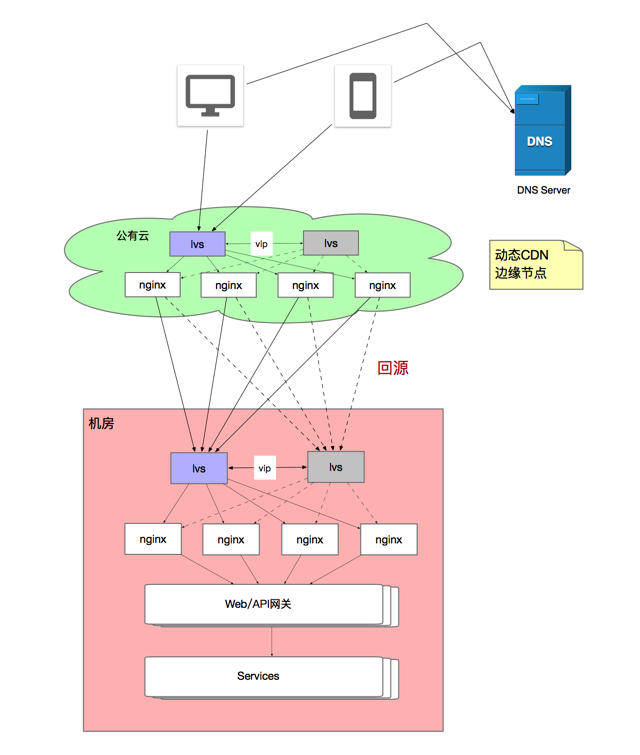 DNS
DNS Server
公有云
lvs
vip
lvs
动态CDN
边缘节点
nginx
nginx
nginx
nginx
回源
机房
lvs
vip
lvs
nginx
nginx
nginx
nginx
Web/API网关
Services